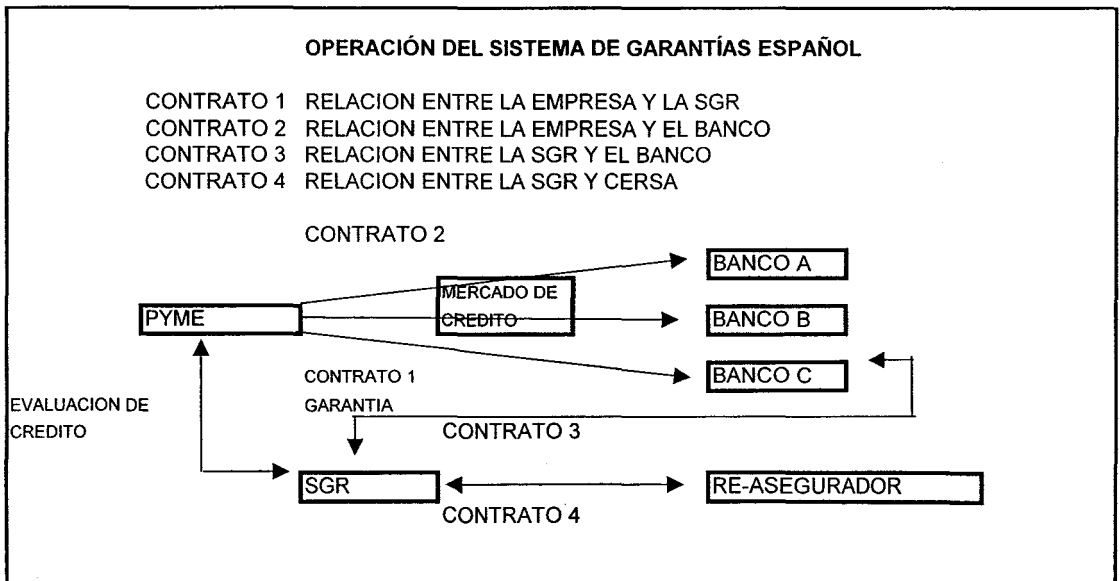 OPERACIÓN DEL SISTEMA DE GARANTÍAS ESPAÑOL
CONTRATO 1 RELACION ENTRE LA EMPRESA Y LA SGR
CONTRATO 2 RELACION ENTRE LA EMPRESA Y EL BANCO
CONTRATO 3 RELACION ENTRE LA SGR Y EL BANCO
CONTRATO 4 RELACION ENTRE LA SGR Y CERSA
CONTRATO 2
BANCO A
MERCADO DE
CREDITO
PYME
BANCO B
BANCO C
CONTRATO 1
GARANTIA
EVALUACION DE
CREDITO
CONTRATO 3
SGR
RE-ASEGURADOR
CONTRATO 4